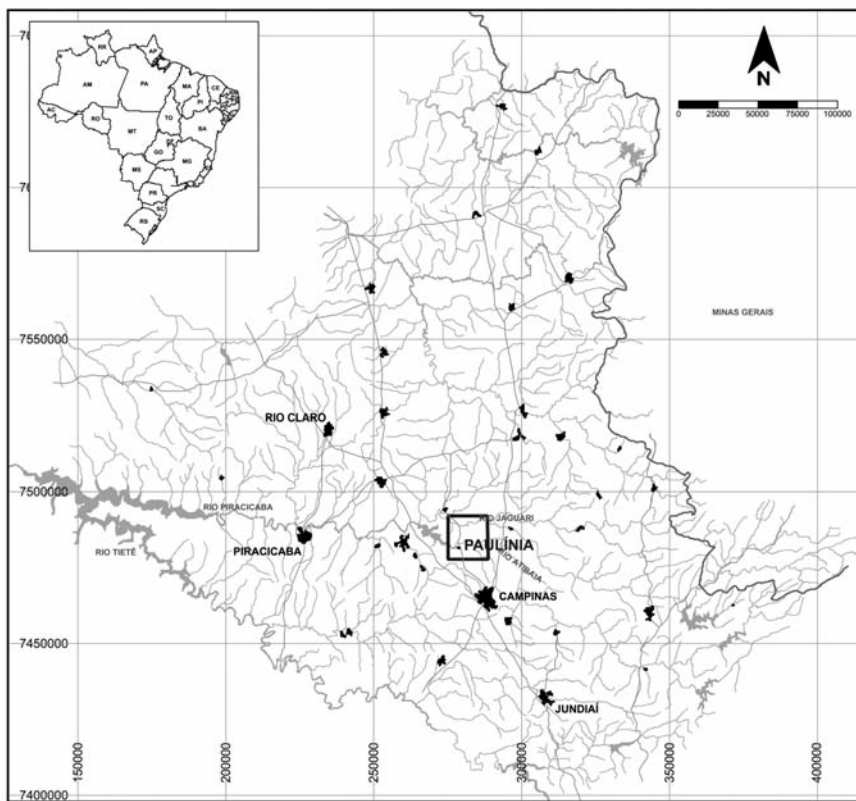 RR
AP
AM
PA
MA
CE
PI
AC
RO
TO
BA
MT
DF
GO
MG
MS
PR
SC
RS
N
0 25000 50000 75000 100000
MINAS GERAIS
7550000
RIO CLARO
7500000
RIO PIRACICABA
RIO JAGUARI
PIRACICABA
PAULÍNIA
RIO TIETÊ
RIO ATIBAIA
CAMPINAS
7450000
JUNDIAÍ
7400000
150000
200000
250000
300000
350000
400000